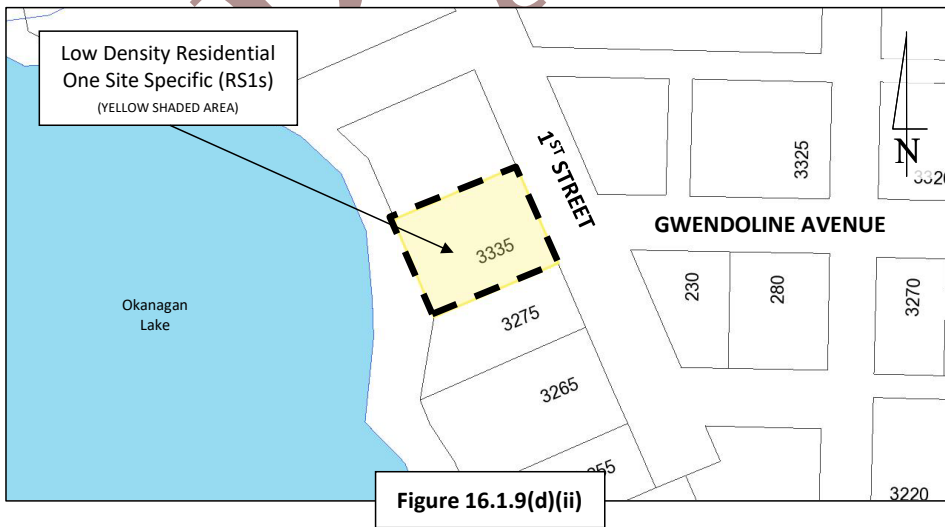 Low Density Residential
One Site Specific (RS1s)
(YELLOW SHADED AREA)
1ST STREET
3325
N
3326
GWENDOLINE AVENUE
3335
230
280
3270
Okanagan
Lake
3275
3265
3220
Figure 16.1.9(d)(ii)